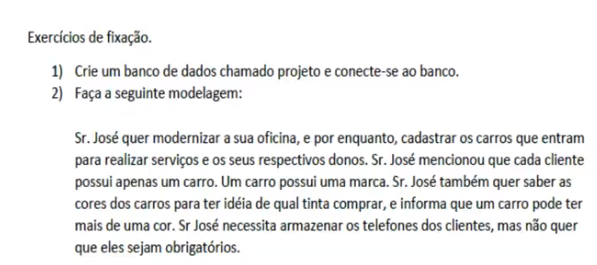 Exercícios de fixação.
1) Crie um banco de dados chamado projeto e conecte-se ao banco.
2) Faça a seguinte modelagem:
Sr. José quer modernizar a sua oficina, e por enquanto, cadastrar os carros que entram
para realizar serviços e os seus respectivos donos. Sr. José mencionou que cada cliente
possui apenas um carro. Um carro possui uma marca. Sr. José também quer saber as
cores dos carros para ter idéia de qual tinta comprar, e informa que um carro pode ter
mais de uma cor. Sr José necessita armazenar os telefones dos clientes, mas não quer
que eles sejam obrigatórios.